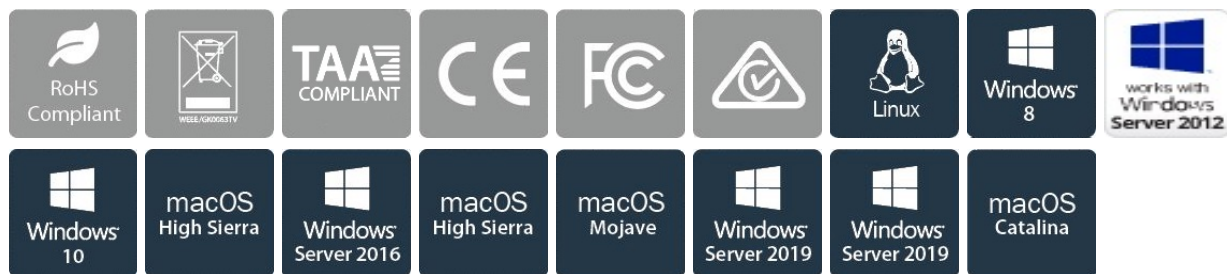 RoHS
Compliant
WEEE/GK0063TV
TAA
COMPLIANT
CE
FC
Linux
Windows
8
works with
Windows
Server 2012
Windows
10
macOS
High Sierra
Windows
Server 2016
macOS
High Sierra
macOS
Mojave
Windows
Server 2019
Windows
Server 2019
macOS
Catalina